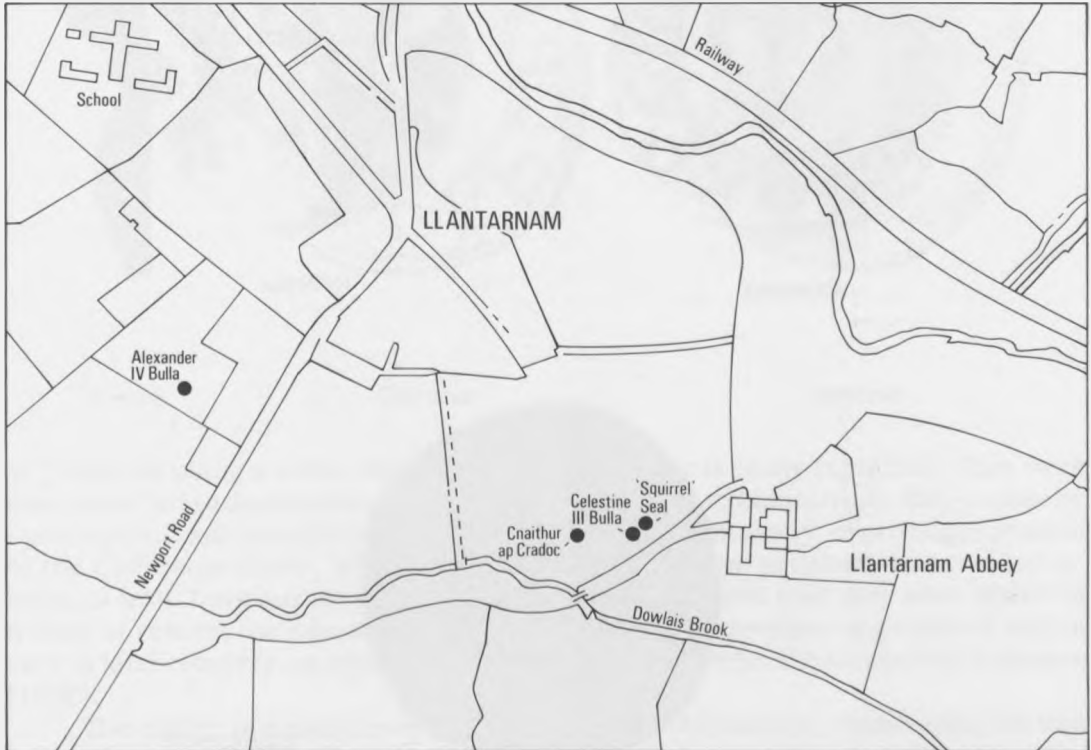 School
Railway
LLANTARNAM
Alexander
IV Bulla
Newport Road
Cnaithur
ap Cradoc
Celestine
III Bulla
'Squirrel'
Seal
Llantarnam Abbey
Dowlais Brook